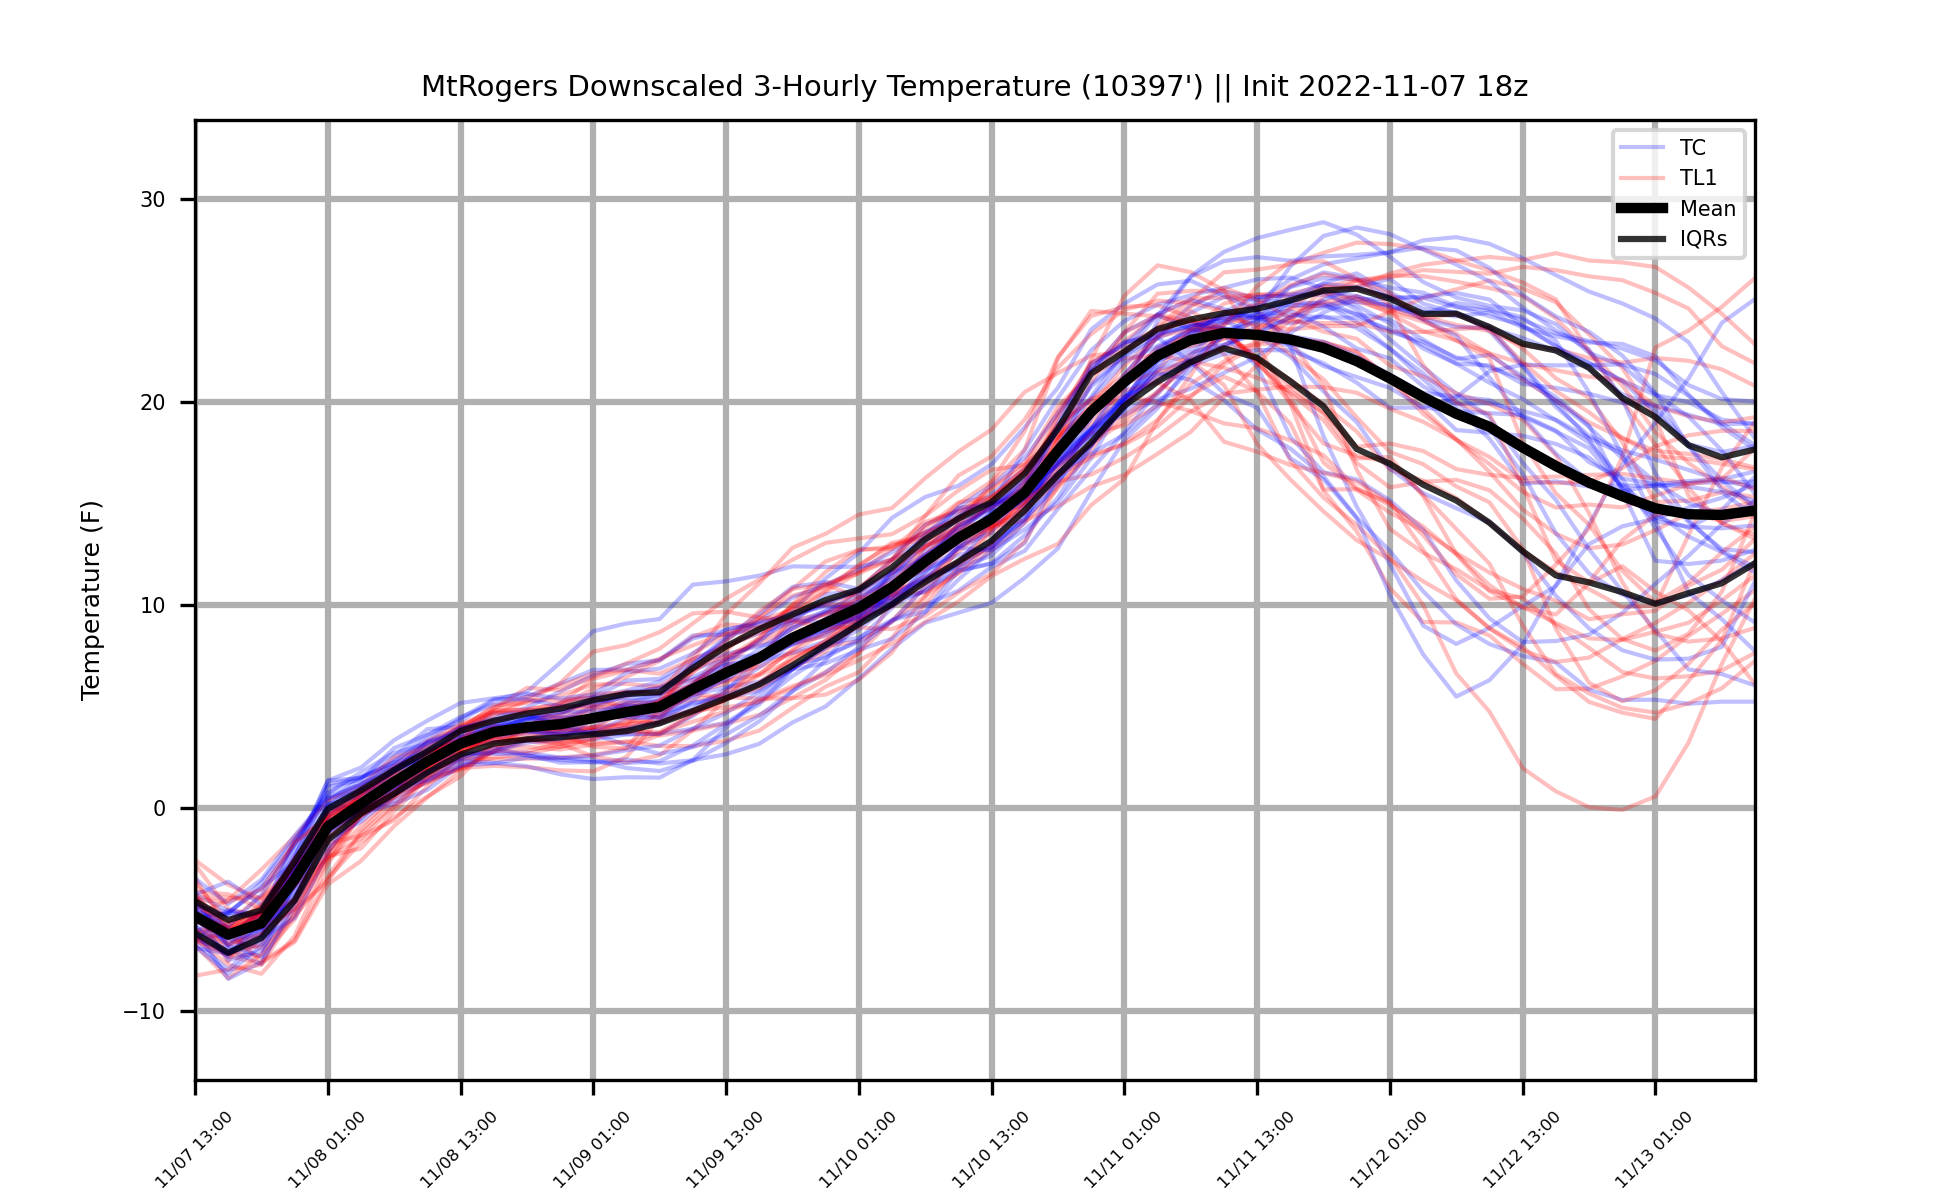 MtRogers Downscaled 3-Hourly Temperature (10397') || Init 2022-11-07 18z
TC
TL1
Mean
IQRs
Temperature (F)
30
20
10
0
−10
11/07 13:00
11/08 01:00
11/08 13:00
11/09 01:00
11/09 13:00
11/10 01:00
11/10 13:00
11/11 01:00
11/11 13:00
11/12 01:00
11/12 13:00
11/13 01:00